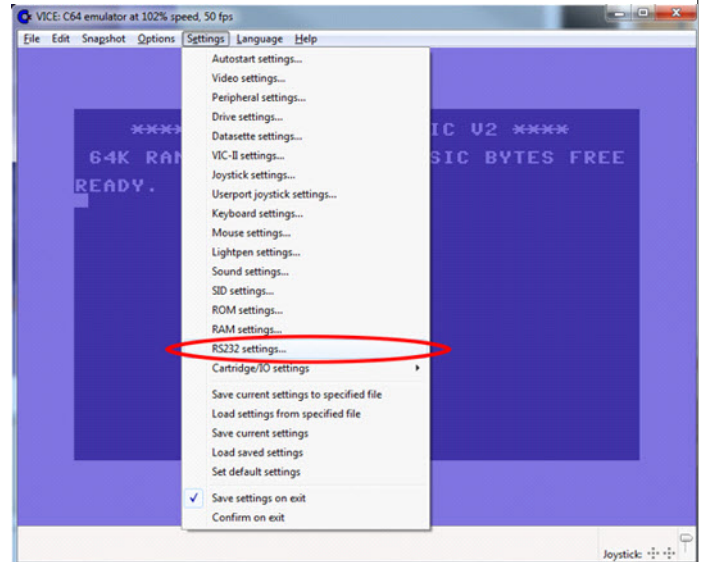 VICE: C64 emulator at 102% speed, 50 fps
File Edit Snapshot Options Settings Language Help
Autostart settings...
Video settings...
Peripheral settings...
Drive settings...
Datasette settings...
VIC-II settings...
Joystick settings...
Userport joystick settings...
Keyboard settings...
Mouse settings...
Lightpen settings...
Sound settings...
SID settings...
ROM settings...
RAM settings...
RS232 settings...
Cartridge/IO settings
Save current settings to specified file
Load settings from specified file
Save current settings
Load saved settings
Set default settings
Save settings on exit
Confirm on exit
**** IC V2 ****
64K RAM SIC BYTES FREE
READY.
Joystick: